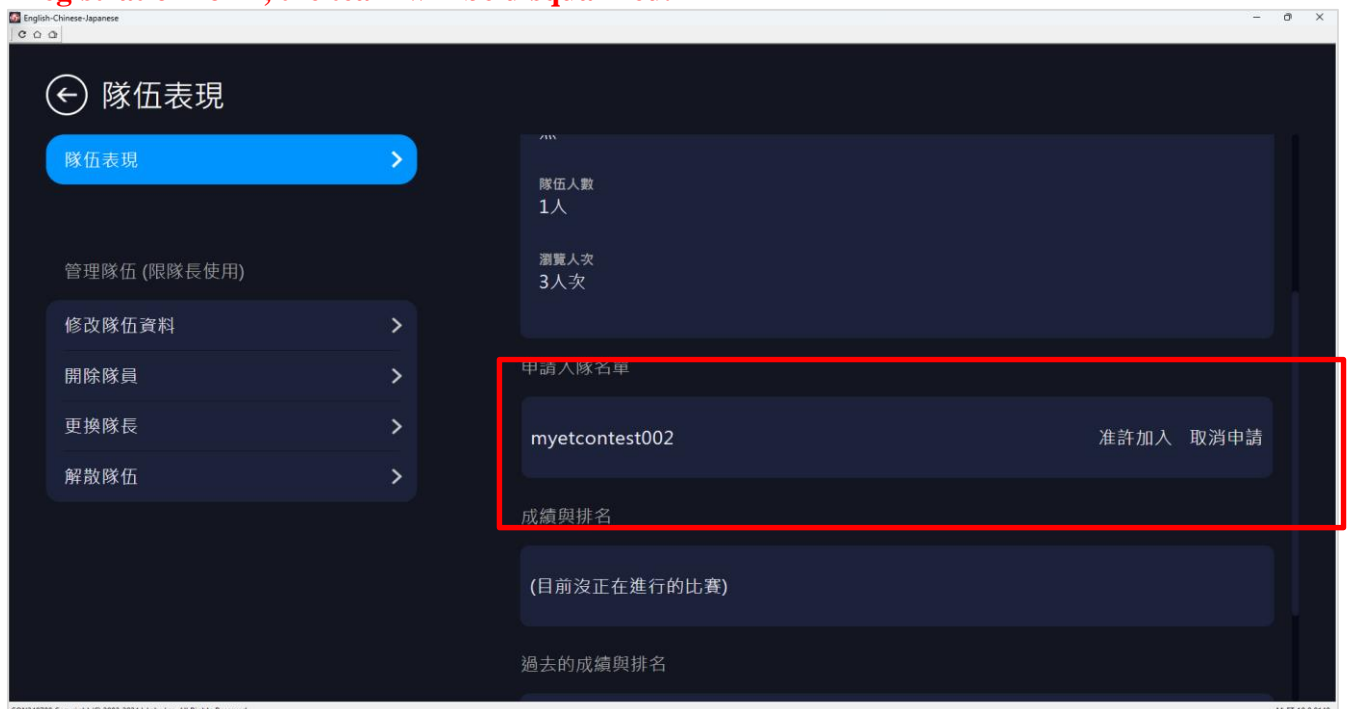 English-Chinese-Japanese
隊伍表現
隊伍表現
管理隊伍 (限隊長使用)
修改隊伍資料
開除隊員
更換隊長
解散隊伍
隊伍人數
1人
瀏覽人次
3人次
申請入隊名單
myetcontest002
准許加入 取消申請
成績與排名
(目前沒正在進行的比賽)
過去的成績與排名